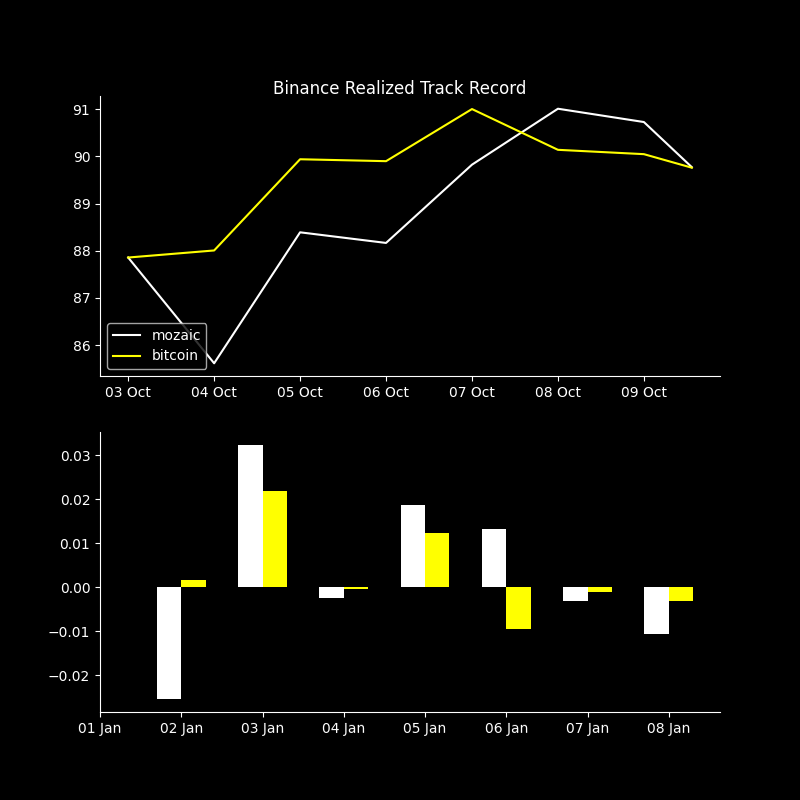 Binance Realized Track Record
91
90
89
88
87
86
mozaic
bitcoin
03 Oct 04 Oct 05 Oct 06 Oct 07 Oct 08 Oct 09 Oct
0.03
0.02
0.01
0.00
−0.01
−0.02
01 Jan 02 Jan 03 Jan 04 Jan 05 Jan 06 Jan 07 Jan 08 Jan